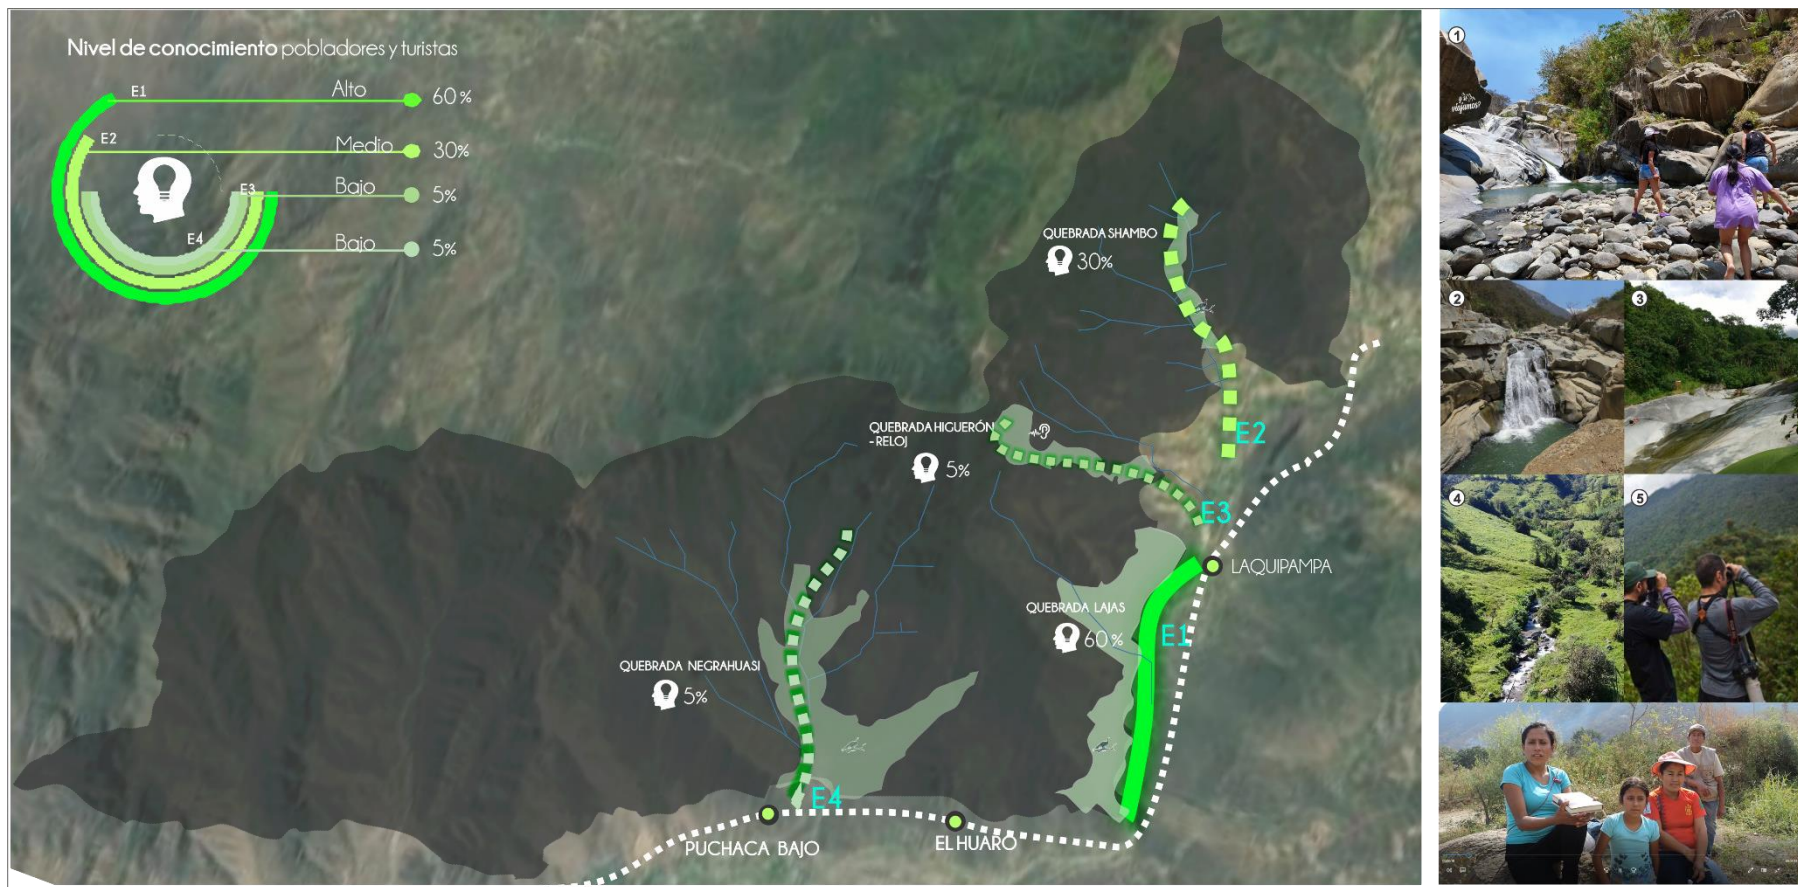 Nivel de conocimiento pobladores y turistas
E1
Alto
60%
E2
Medio
30%
E3
Bajo
5%
E4
Bajo
5%
QUEBRADA SHAMBO
30%
E2
QUEBRADA HIGUERÓN
-RELOJ
5%
E3
LAQUIPAMPA
QUEBRADA LAJAS
60%
E1
QUEBRADA NEGRAHUASI
5%
E4
PUCHACA BAJO
EL HUARO
1
viajamos?
2
3
4
5